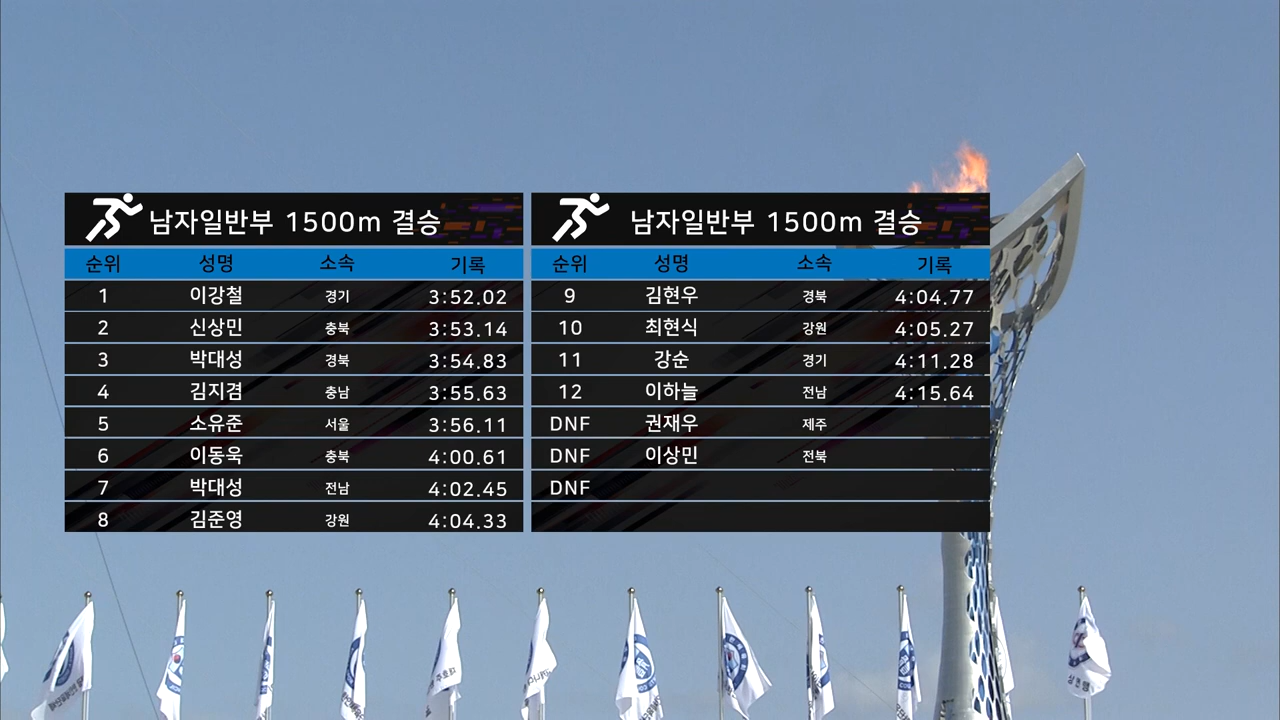 남자일반부 1500m 결승
순위 성명 소속 기록
1 이강철 경기 3:52.02
2 신상민 충북 3:53.14
3 박대성 경북 3:54.83
4 김지겸 충남 3:55.63
5 소유준 서울 3:56.11
6 이동욱 충북 4:00.61
7 박대성 전남 4:02.45
8 김준영 강원 4:04.33
남자일반부 1500m 결승
순위 성명 소속 기록
9 김현우 경북 4:04.77
10 최현식 강원 4:05.27
11 강순 경기 4:11.28
12 이하늘 전남 4:15.64
DNF 권재우 제주
DNF 이상민 전북
DNF